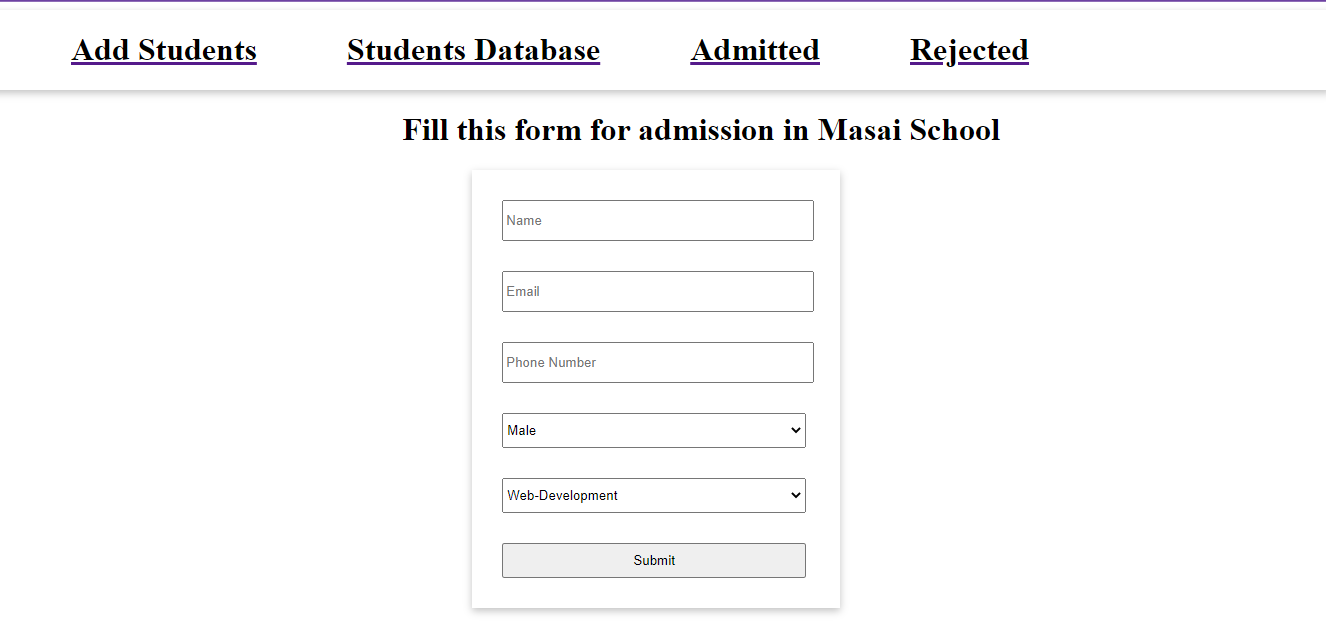 Add Students Students Database Admitted Rejected
Fill this form for admission in Masai School
Name
Email
Phone Number
Male
Web-Development
Submit